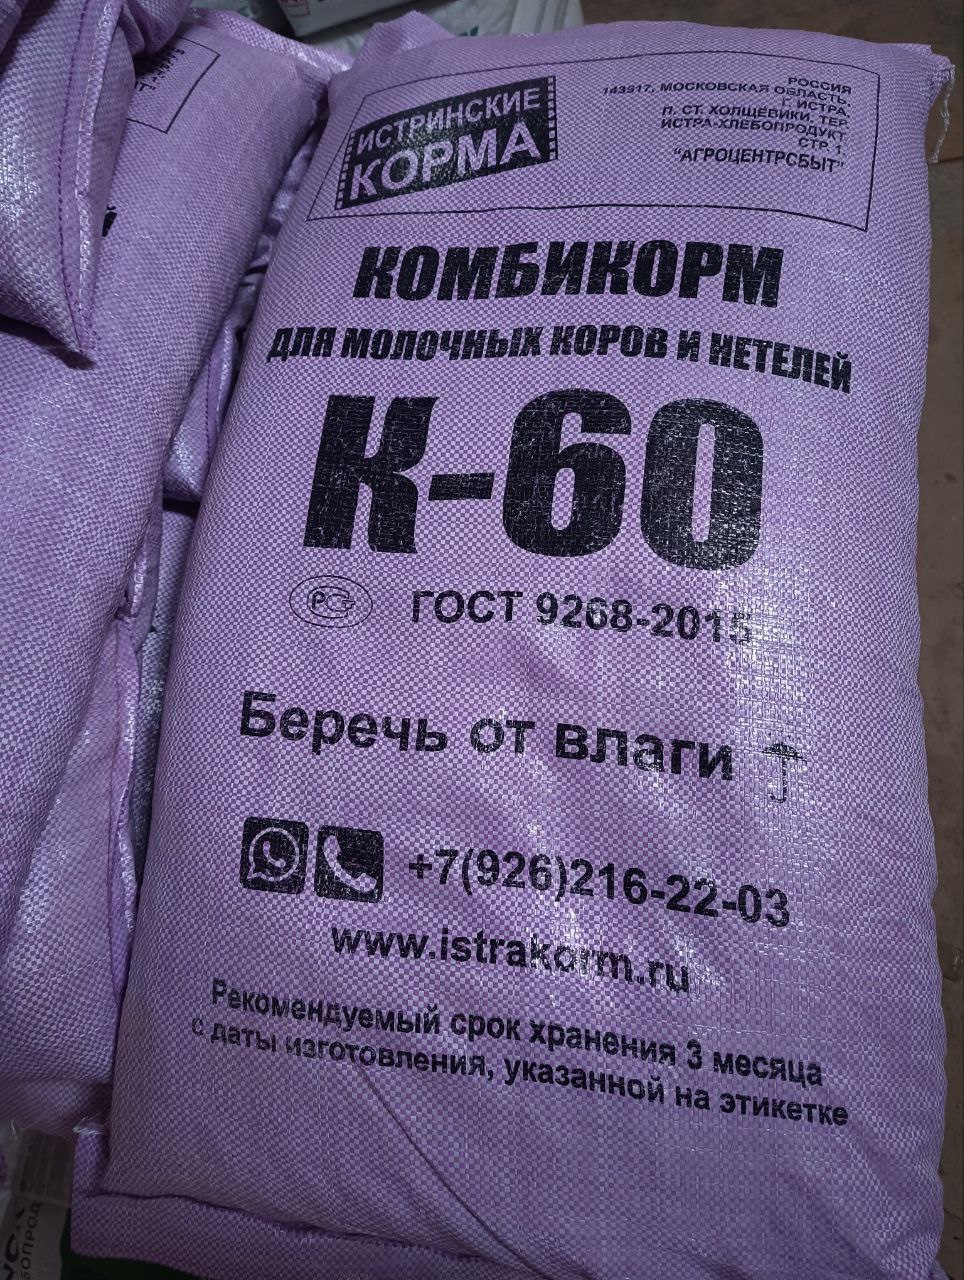 ИСТРИНСКИЕ
КОРМА
РОССИЯ
143517, МОСКОВСКАЯ ОБЛАСТЬ,
Г. ИСТРА,
П. СТ. ХОЛЩЕВИКИ, ТЕР.
ИСТРА-ХЛЕБОПРОДУКТ
СТР. 1
"АГРОЦЕНТРСБЫТ"
КОМБИКОРМ
ДЛЯ МОЛОЧНЫХ КОРОВ И НЕТЕЛЕЙ
К-60
РСТ ГОСТ 9268-2015
Беречь от влаги
+7(926)216-22-03
www.istrakorm.ru
Рекомендуемый срок хранения 3 месяца
с даты изготовления, указанной на этикетке